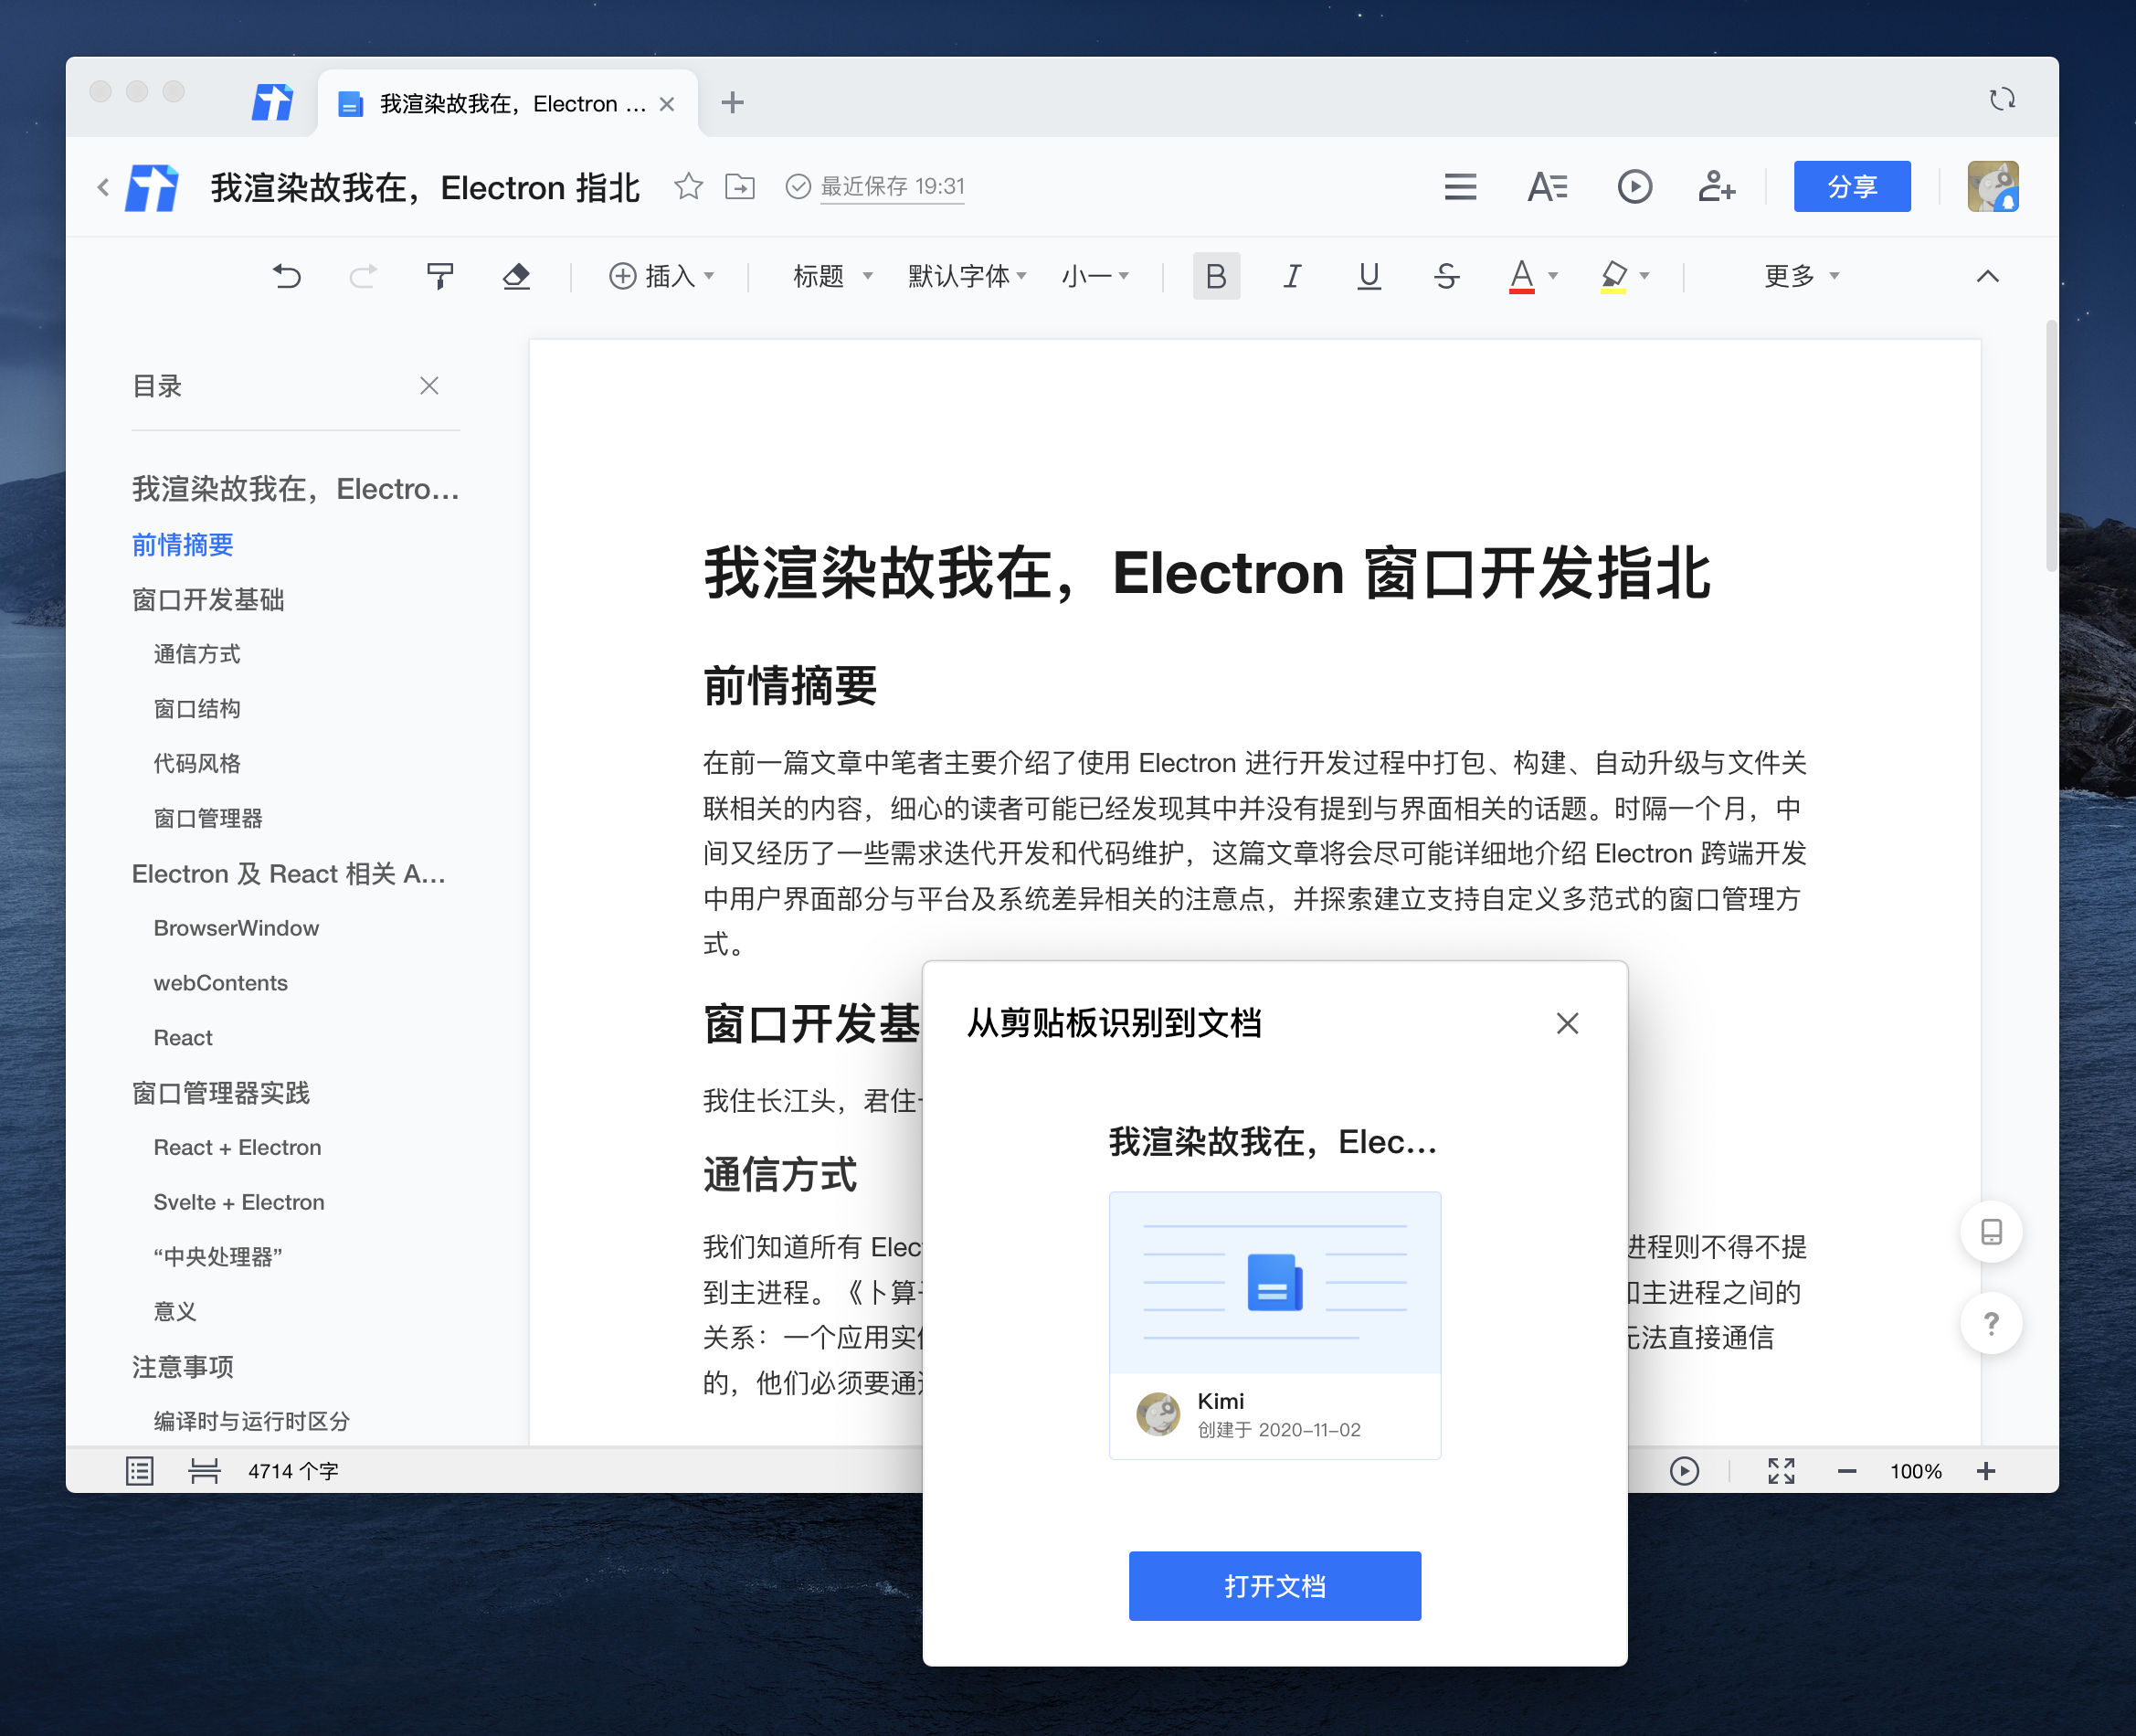 我渲染故我在，Electron ...
我渲染故我在，Electron 指北
最近保存 19:31
分享
插入
标题
默认字体
小一
B
I
U
S
A
更多
目录
我渲染故我在，Electro...
前情摘要
窗口开发基础
通信方式
窗口结构
代码风格
窗口管理器
Electron 及 React 相关 A...
BrowserWindow
webContents
React
窗口管理器实践
React + Electron
Svelte + Electron
“中央处理器”
意义
注意事项
编译时与运行时区分
我渲染故我在，Electron 窗口开发指北
前情摘要
在前一篇文章中笔者主要介绍了使用 Electron 进行开发过程中打包、构建、自动升级与文件关
联相关的内容，细心的读者可能已经发现其中并没有提到与界面相关的话题。时隔一个月，中
间又经历了一些需求迭代开发和代码维护，这篇文章将会尽可能详细地介绍 Electron 跨端开发
中用户界面部分与平台及系统差异相关的注意点，并探索建立支持自定义多范式的窗口管理方
式。
窗口开发基
我住长江头，君住
通信方式
我们知道所有 Elec 进程则不得不提
到主进程。《卜算 和主进程之间的
关系：一个应用实 无法直接通信
的，他们必须要通
从剪贴板识别到文档
我渲染故我在，Elec...
Kimi
创建于 2020-11-02
打开文档
?
4714 个字
100%